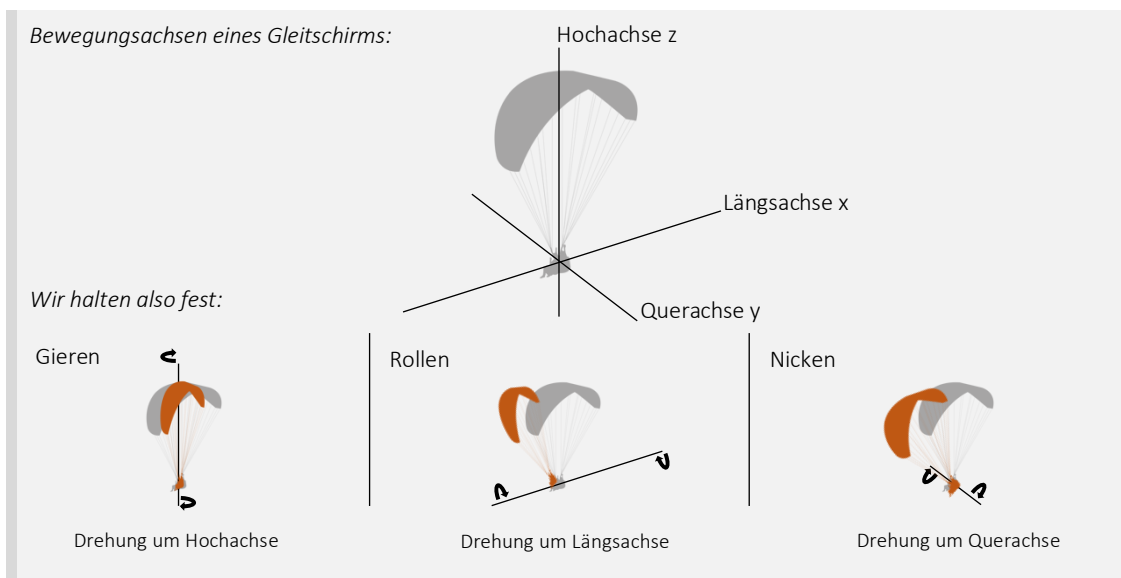 Bewegungsachsen eines Gleitschirms:
Hochachse z
Längsachse x
Querachse y
Wir halten also fest:
Gieren
Rollen
Nicken
Drehung um Hochachse
Drehung um Längsachse
Drehung um Querachse